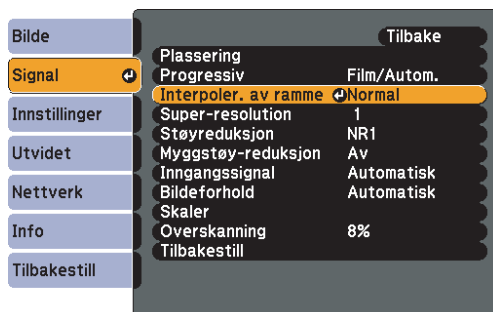 Bilde
Signal
Innstillinger
Utvidet
Nettverk
Info
Tilbakestill
Tilbake
Plassering
Progressiv Film/Autom.
Interpoler. av ramme Normal
Super-resolution 1
Støyreduksjon NR1
Myggstøy-reduksjon Av
Inngangssignal Automatisk
Bildeforhold Automatisk
Skaler
Overskanning 8%
Tilbakestill